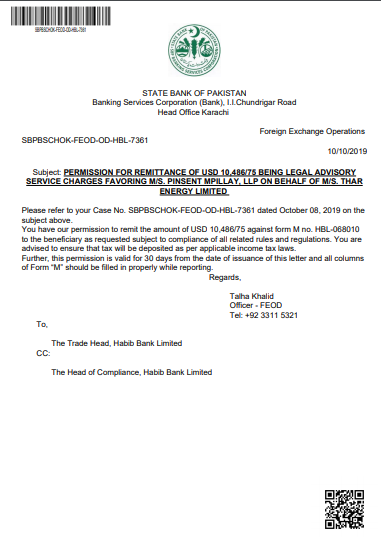 SBPBSCHOK-FEOD-OD-HBL-7361
STATE BANK OF PAKISTAN
Banking Services Corporation (Bank), I.I.Chundrigar Road
Head Office Karachi
Foreign Exchange Operations
SBPBSCHOK-FEOD-OD-HBL-7361
10/10/2019
Subject: PERMISSION FOR REMITTANCE OF USD 10,486/75 BEING LEGAL ADVISORY
SERVICE CHARGES FAVORING M/S. PINSENT MPILLAY, LLP ON BEHALF OF M/S. THAR
ENERGY LIMITED
Please refer to your Case No. SBPBSCHOK-FEOD-OD-HBL-7361 dated October 08, 2019 on the
subject above.
You have our permission to remit the amount of USD 10,486/75 against form M no. HBL-068010
to the beneficiary as requested subject to compliance of all related rules and regulations. You are
advised to ensure that tax will be deposited as per applicable income tax laws.
Further, this permission is valid for 30 days from the date of issuance of this letter and all columns
of Form “M” should be filled in properly while reporting.
Regards,
Talha Khalid
Officer - FEOD
Tel: +92 3311 5321
To,
The Trade Head, Habib Bank Limited
CC:
The Head of Compliance, Habib Bank Limited